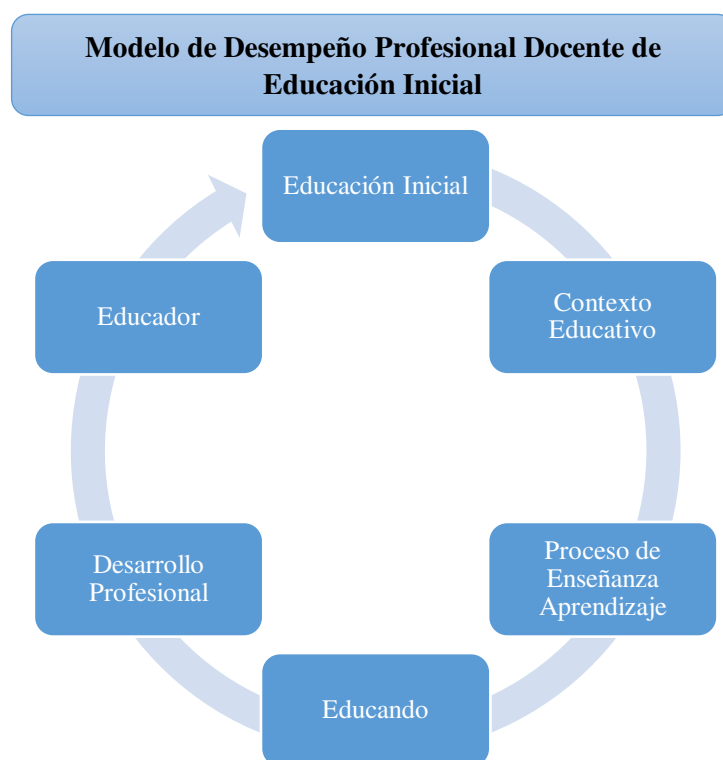 Modelo de Desempeño Profesional Docente de
Educación Inicial
Educación Inicial
Contexto
Educativo
Proceso de
Enseñanza
Aprendizaje
Educando
Desarrollo
Profesional
Educador